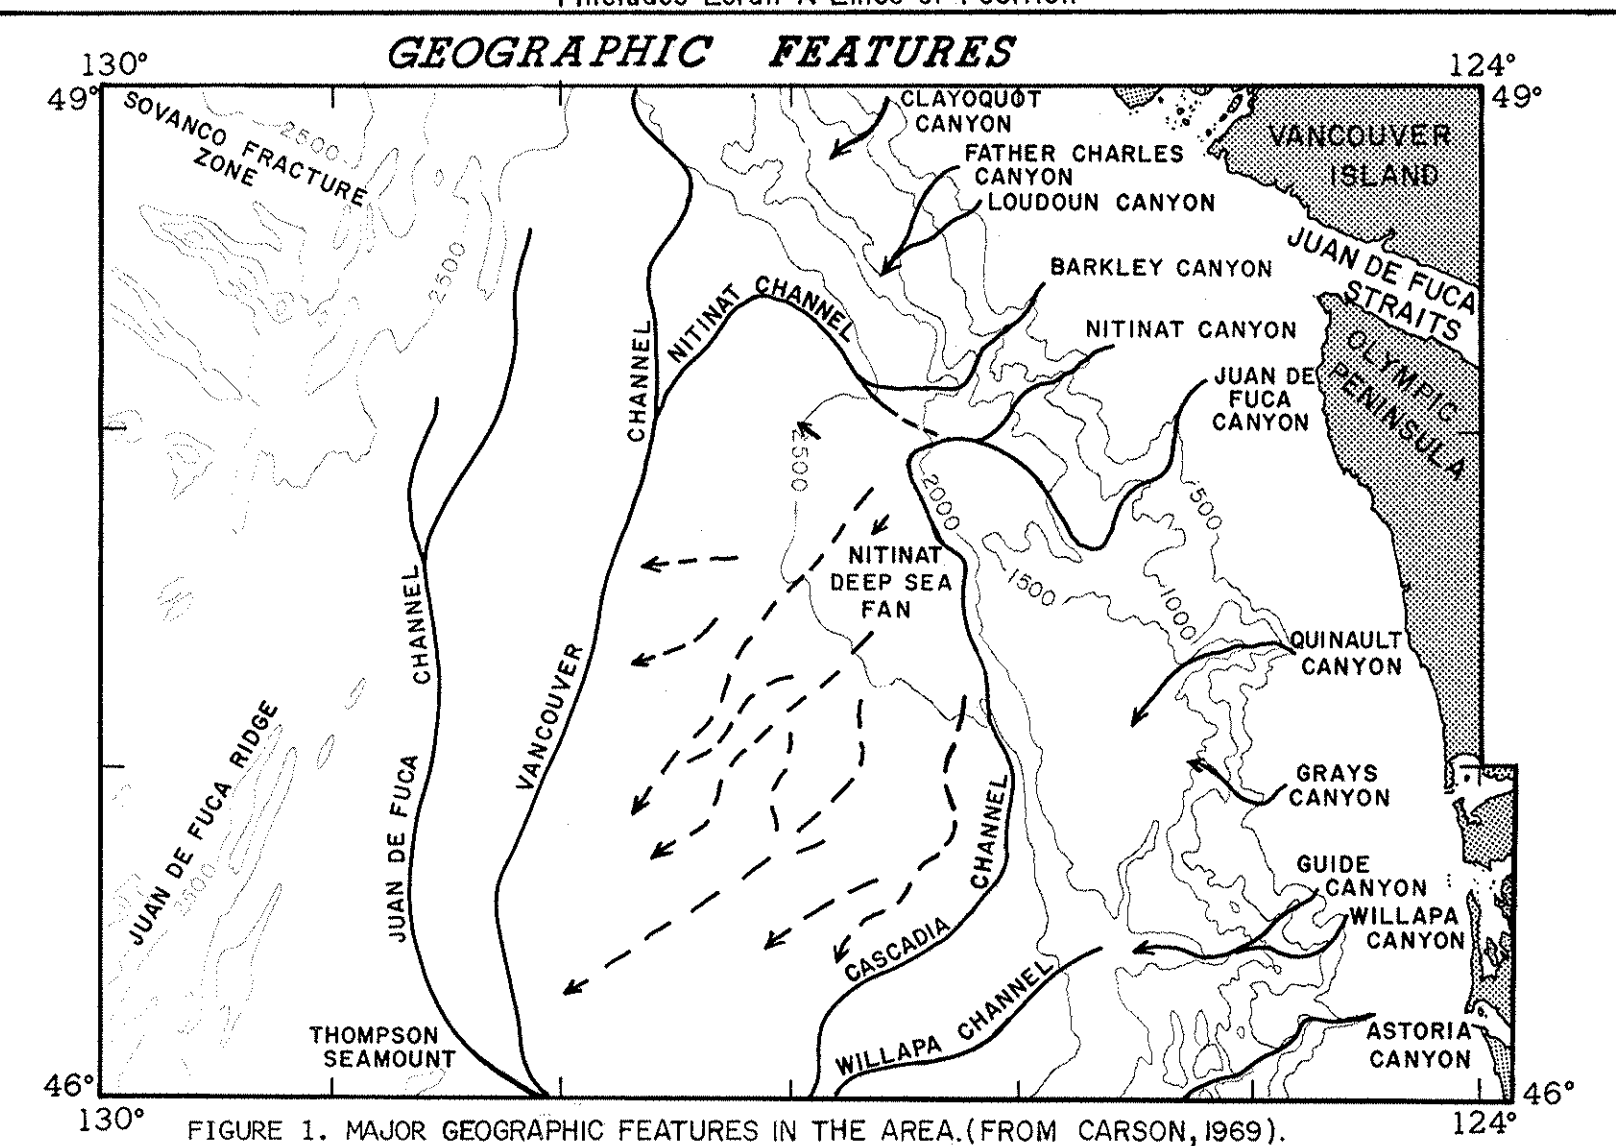 GEOGRAPHIC FEATURES
130°
124°
49°
49°
SOVANCO FRACTURE
ZONE
2500
2500
CLAYOQUOT
CANYON
FATHER CHARLES
CANYON
LOUDOUN CANYON
VANCOUVER
ISLAND
JUAN DE FUCA
STRAITS
BARKLEY CANYON
NITINAT CANYON
NITINAT CHANNEL
CHANNEL
JUAN DE
FUCA
CANYON
OLYMPIC
PENINSULA
2500
2000
500
NITINAT
DEEP SEA
FAN
1500
1000
CHANNEL
VANCOUVER
QUINAULT
CANYON
JUAN DE FUCA RIDGE
2500
JUAN DE FUCA
CHANNEL
GRAYS
CANYON
GUIDE
CANYON
WILLAPA
CANYON
CASCADIA
WILLAPA CHANNEL
THOMPSON
SEAMOUNT
ASTORIA
CANYON
46°
46°
130°
124°
FIGURE 1. MAJOR GEOGRAPHIC FEATURES IN THE AREA.(FROM CARSON,1969).